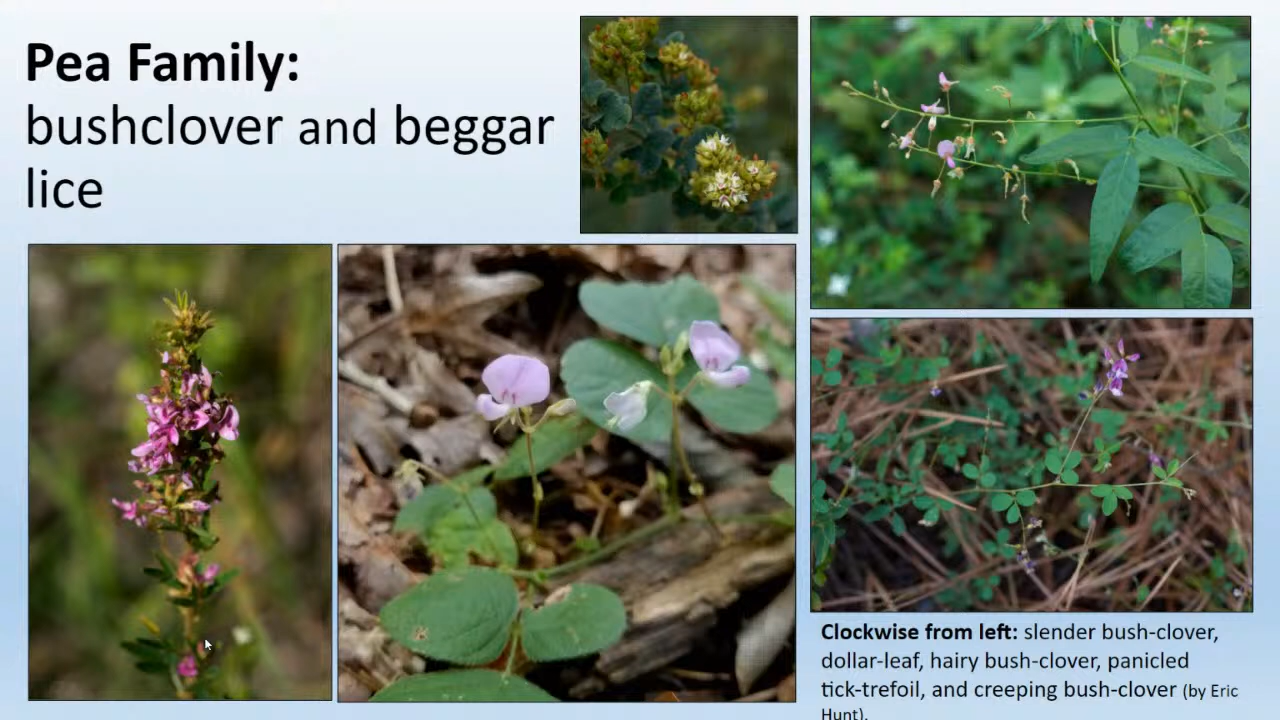 Pea Family:
bushclover and beggar
lice
Clockwise from left: slender bush-clover,
dollar-leaf, hairy bush-clover, panicled
tick-trefoil, and creeping bush-clover (by Eric
Hunt).